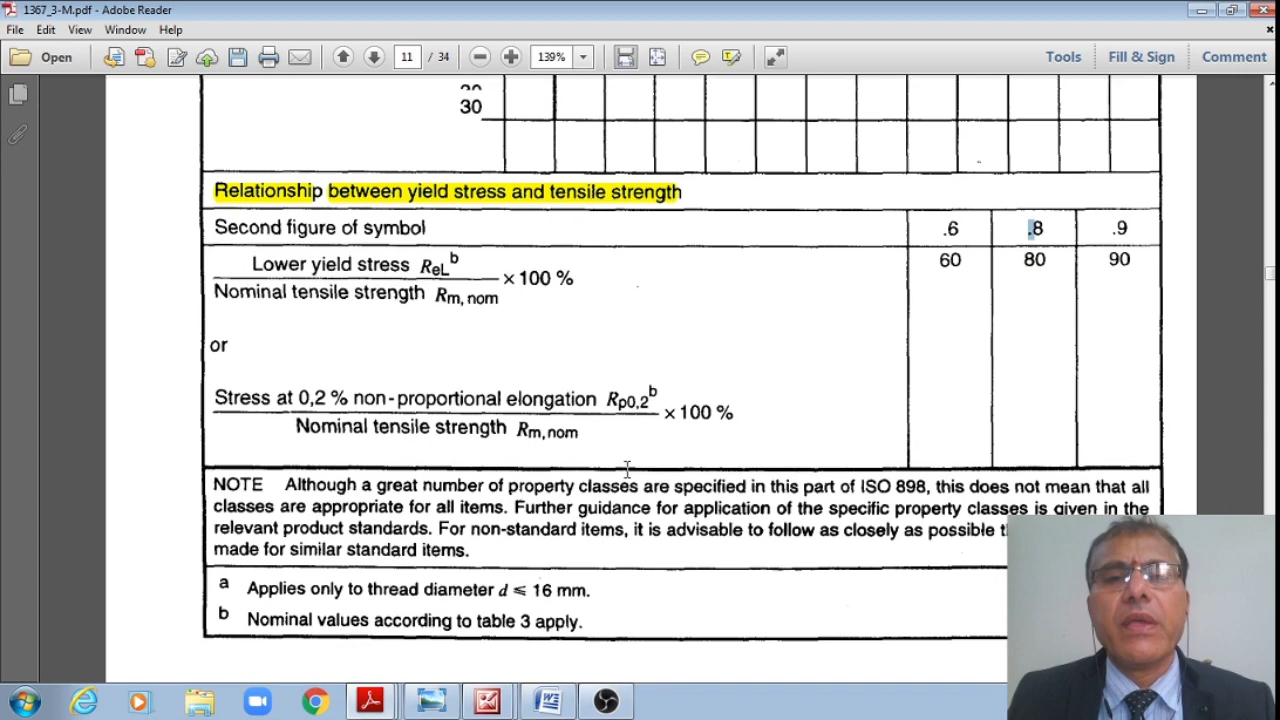 1367_3-M.pdf - Adobe Reader
File Edit View Window Help
Open 11 / 34 139% Tools Fill & Sign Comment
30
Relationship between yield stress and tensile strength
Second figure of symbol .6 .8 .9
Lower yield stress ReL b 60 80 90
× 100 %
Nominal tensile strength Rm, nom
or
Stress at 0,2 % non-proportional elongation Rp0,2 b
× 100 %
Nominal tensile strength Rm,nom
NOTE Although a great number of property classes are specified in this part of ISO 898, this does not mean that all
classes are appropriate for all items. Further guidance for application of the specific property classes is given in the
relevant product standards. For non-standard items, it is advisable to follow as closely as possible
made for similar standard items.
a Applies only to thread diameter d ≤ 16 mm.
b Nominal values according to table 3 apply.